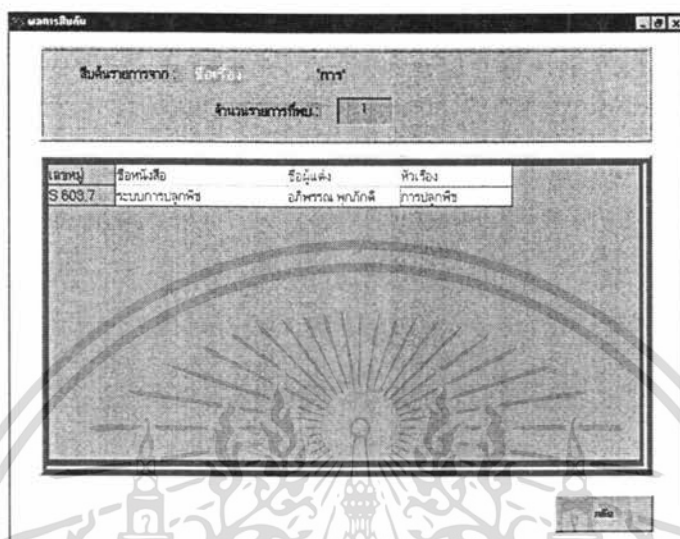 ผลการสืบค้น
สืบค้นรายการจาก : ชื่อเรื่อง "การ"
จำนวนรายการที่พบ : 1
เลขหมู่ ชื่อหนังสือ ชื่อผู้แต่ง หัวเรื่อง
S 603.7 ระบบการปลูกพืช อภิพรรณ พุกภักดี การปลูกพืช
กลับ